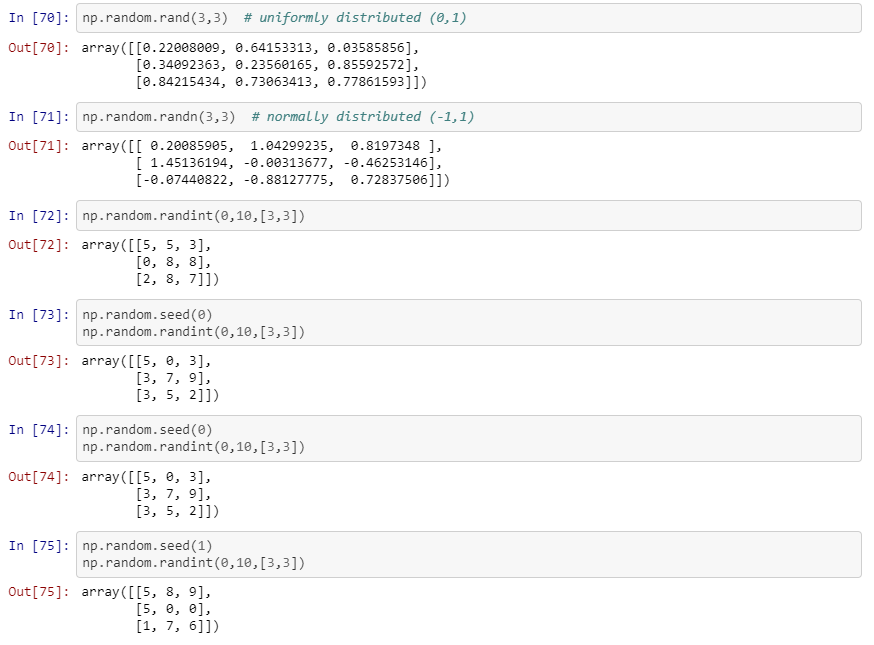 In [70]: np.random.rand(3,3)  # uniformly distributed (0,1)
Out[70]: array([[0.22008009, 0.64153313, 0.03585856],
       [0.34092363, 0.23560165, 0.85592572],
       [0.84215434, 0.73063413, 0.77861593]])
In [71]: np.random.randn(3,3)  # normally distributed (-1,1)
Out[71]: array([[ 0.20085905,  1.04299235,  0.8197348 ],
       [ 1.45136194, -0.00313677, -0.46253146],
       [-0.07440822, -0.88127775,  0.72837506]])
In [72]: np.random.randint(0,10,[3,3])
Out[72]: array([[5, 5, 3],
       [0, 8, 8],
       [2, 8, 7]])
In [73]: np.random.seed(0)
np.random.randint(0,10,[3,3])
Out[73]: array([[5, 0, 3],
       [3, 7, 9],
       [3, 5, 2]])
In [74]: np.random.seed(0)
np.random.randint(0,10,[3,3])
Out[74]: array([[5, 0, 3],
       [3, 7, 9],
       [3, 5, 2]])
In [75]: np.random.seed(1)
np.random.randint(0,10,[3,3])
Out[75]: array([[5, 8, 9],
       [5, 0, 0],
       [1, 7, 6]])